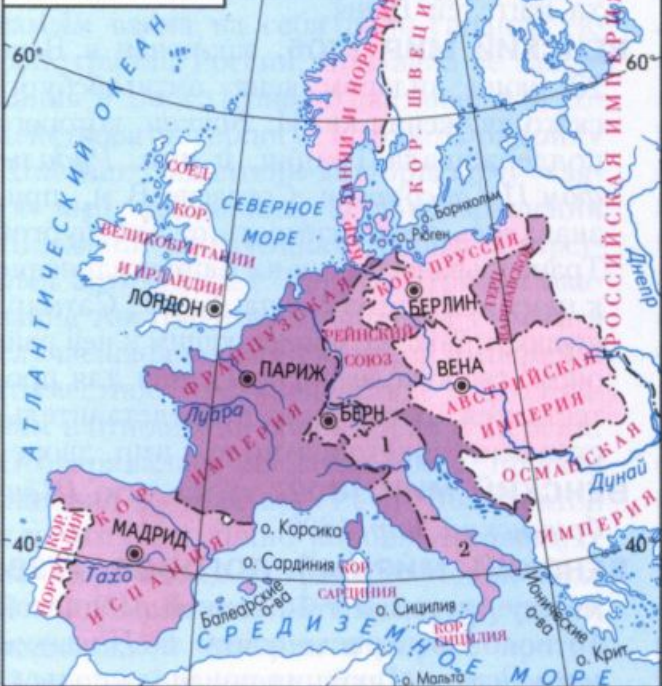 60°
60°
АТЛАНТИЧЕСКИЙ ОКЕАН
КОР. ДАНИИ И НОРВЕГИИ
КОР. ШВЕЦИЯ
РОССИЙСКАЯ ИМПЕРИЯ
СОЕД.
КОР.
ВЕЛИКОБРИТАНИИ
И ИРЛАНДИИ
СЕВЕРНОЕ
МОРЕ
о. Борнхольм
о. Рюген
КОР. ПРУССИЯ
ГЕРЦ. ВАРШАВСКОЕ
Днепр
ЛОНДОН
БЕРЛИН
ФРАНЦУЗСКАЯ
ИМПЕРИЯ
РЕЙНСКИЙ
СОЮЗ
ПАРИЖ
ВЕНА
АВСТРИЙСКАЯ
ИМПЕРИЯ
Луара
БЕРН
1
ОСМАНСКАЯ
ИМПЕРИЯ
Дунай
КОР.
ИСПАНИЯ
КОР.
ПОРТУГАЛИЯ
МАДРИД
Тахо
40°
40°
о. Корсика
о. Сардиния
КОР.
САРДИНИЯ
2
Балеарские
о-ва
о. Сицилия
КОР.
СИЦИЛИЯ
Ионические
о-ва
о. Крит
о. Мальта
СРЕДИЗЕМНОЕ МОРЕ